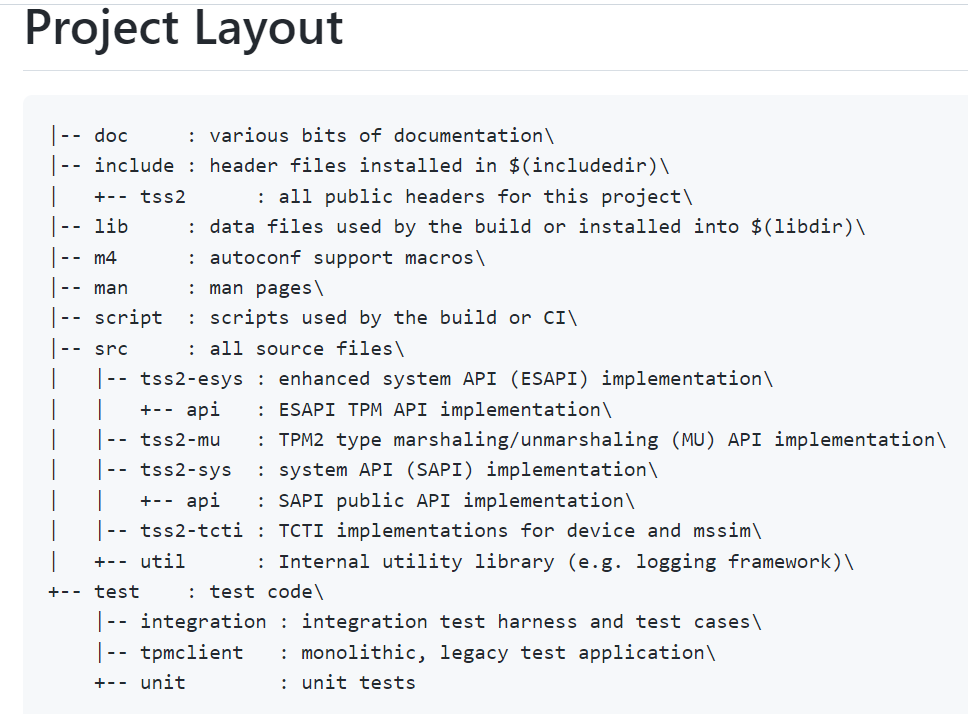 Project Layout
|-- doc     : various bits of documentation\
|-- include : header files installed in $(includedir)\
|   +-- tss2      : all public headers for this project\
|-- lib     : data files used by the build or installed into $(libdir)\
|-- m4      : autoconf support macros\
|-- man     : man pages\
|-- script  : scripts used by the build or CI\
|-- src     : all source files\
|   |-- tss2-esys : enhanced system API (ESAPI) implementation\
|   |   +-- api   : ESAPI TPM API implementation\
|   |-- tss2-mu   : TPM2 type marshaling/unmarshaling (MU) API implementation\
|   |-- tss2-sys  : system API (SAPI) implementation\
|   |   +-- api   : SAPI public API implementation\
|   |-- tss2-tcti : TCTI implementations for device and mssim\
|   +-- util      : Internal utility library (e.g. logging framework)\
+-- test    : test code\
    |-- integration : integration test harness and test cases\
    |-- tpmclient   : monolithic, legacy test application\
    +-- unit        : unit tests